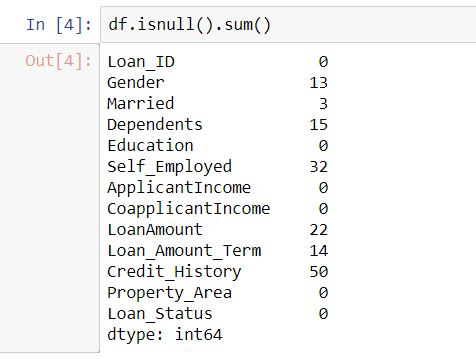 In [4]: df.isnull().sum()
Out[4]: Loan_ID 0
Gender 13
Married 3
Dependents 15
Education 0
Self_Employed 32
ApplicantIncome 0
CoapplicantIncome 0
LoanAmount 22
Loan_Amount_Term 14
Credit_History 50
Property_Area 0
Loan_Status 0
dtype: int64